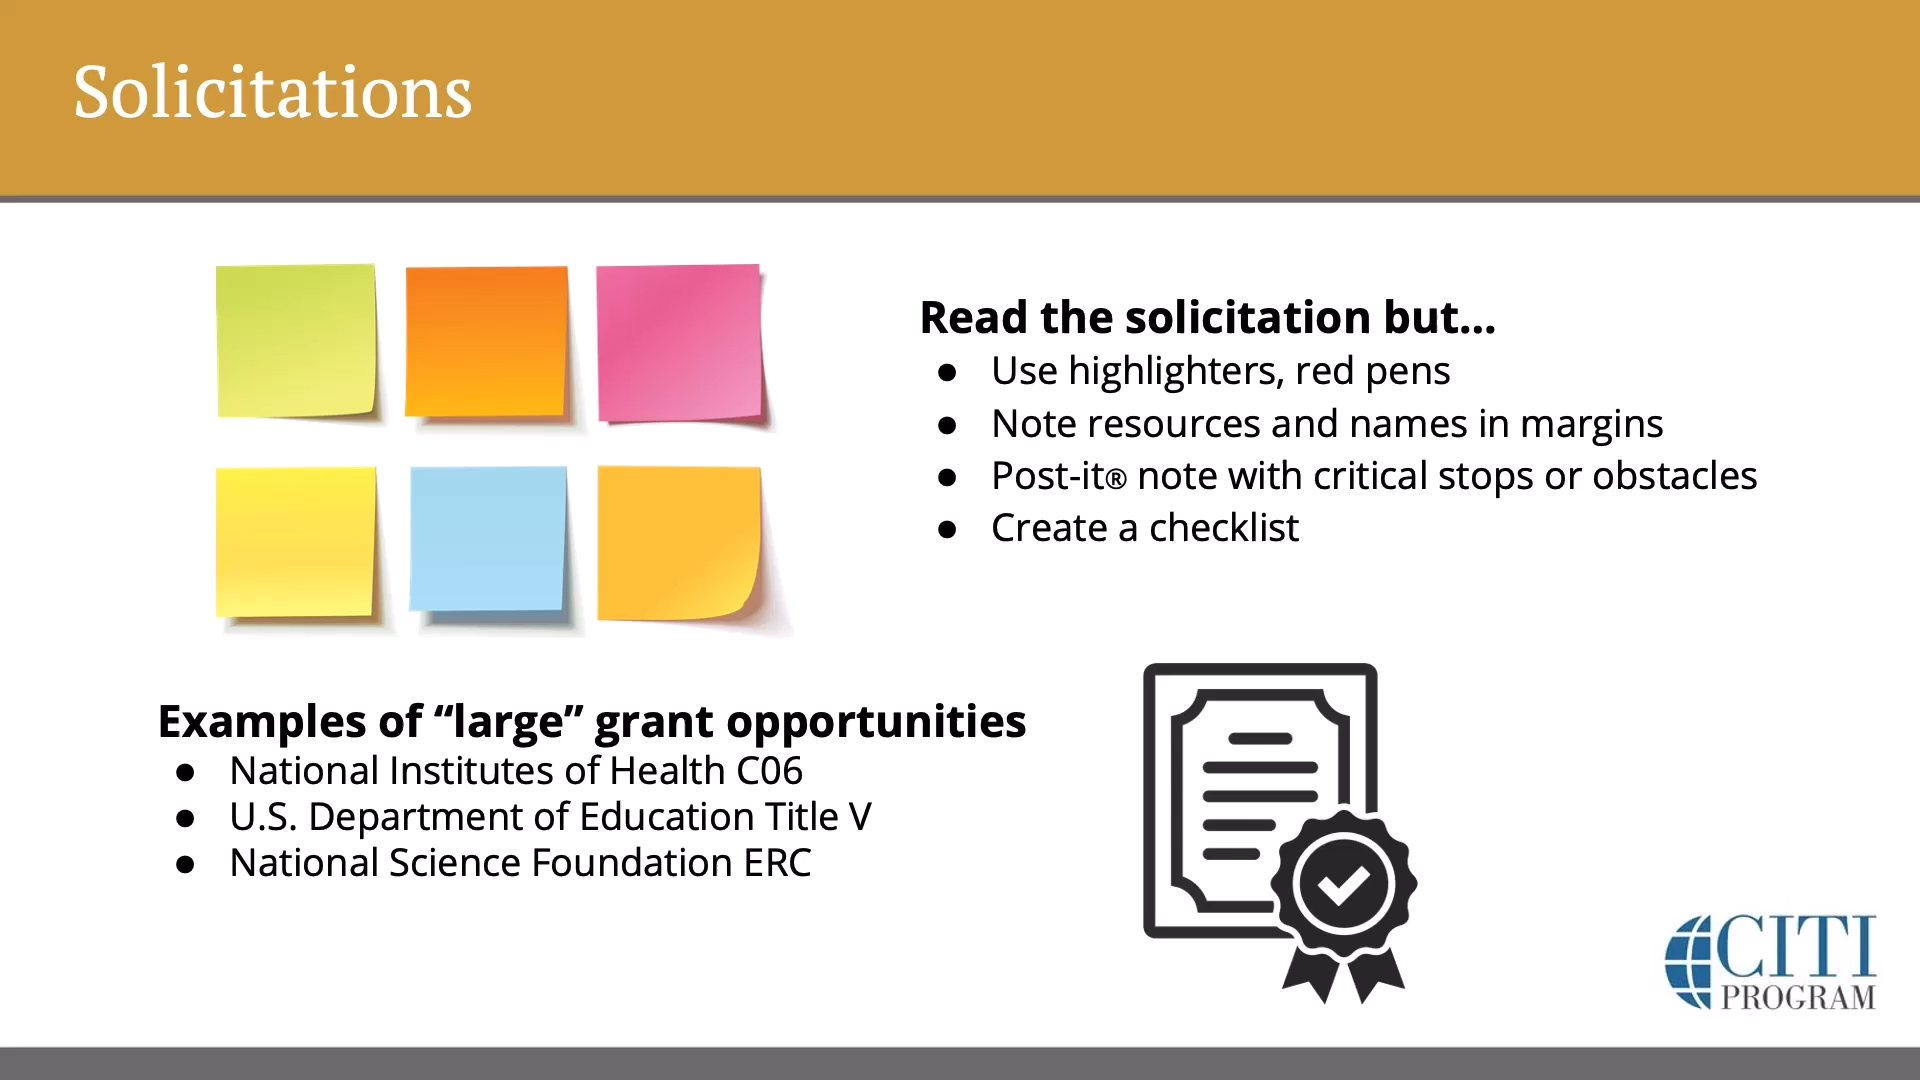 Solicitations
Read the solicitation but...
● Use highlighters, red pens
● Note resources and names in margins
● Post-it® note with critical stops or obstacles
● Create a checklist
Examples of “large” grant opportunities
● National Institutes of Health C06
● U.S. Department of Education Title V
● National Science Foundation ERC
CITI
PROGRAM